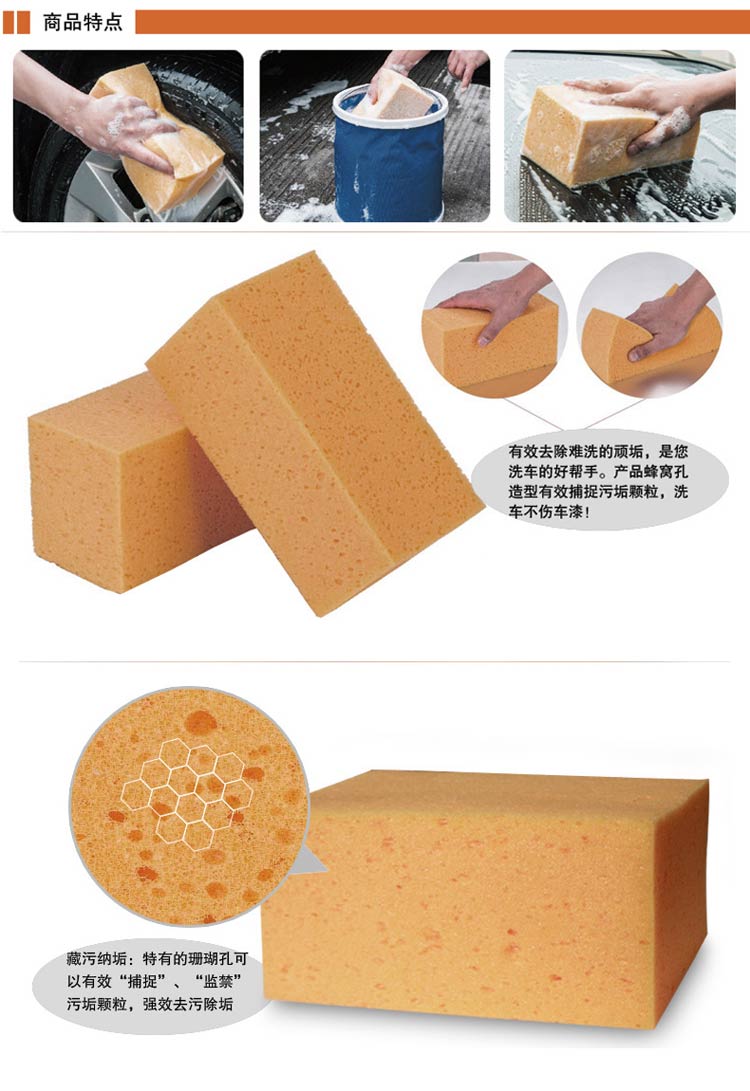 商品特点
有效去除难洗的顽垢，是您
洗车的好帮手。产品蜂窝孔
造型有效捕捉污垢颗粒，洗
车不伤车漆！
藏污纳垢：特有的珊瑚孔可
以有效“捕捉”、“监禁”
污垢颗粒，强效去污除垢